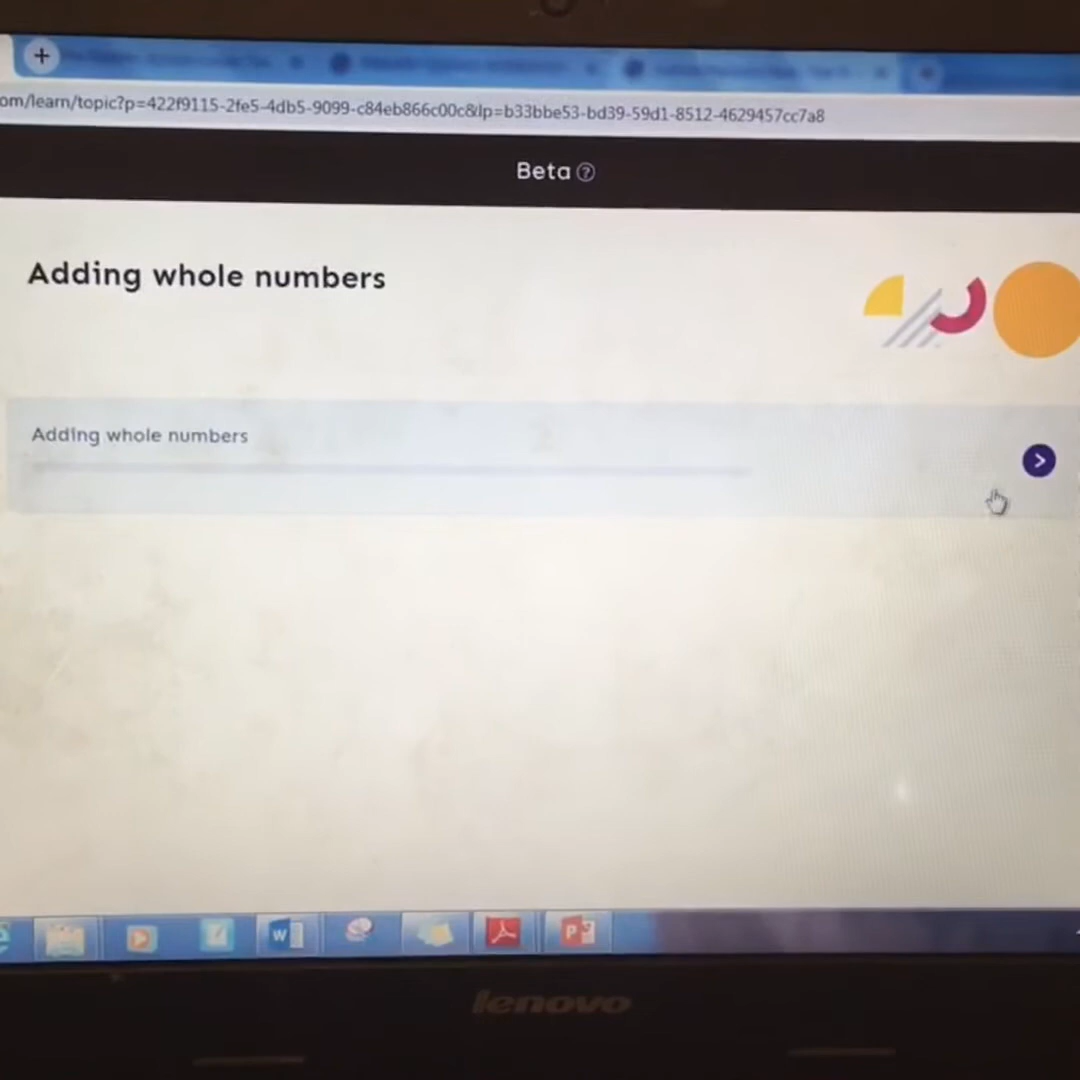 +
om/learn/topic?p=422f9115-2fe5-4db5-9099-c84eb866c00c&lp=b33bbe53-bd39-59d1-8512-4629457cc7a8
Beta ?
Adding whole numbers
Adding whole numbers
W
P
lenovo